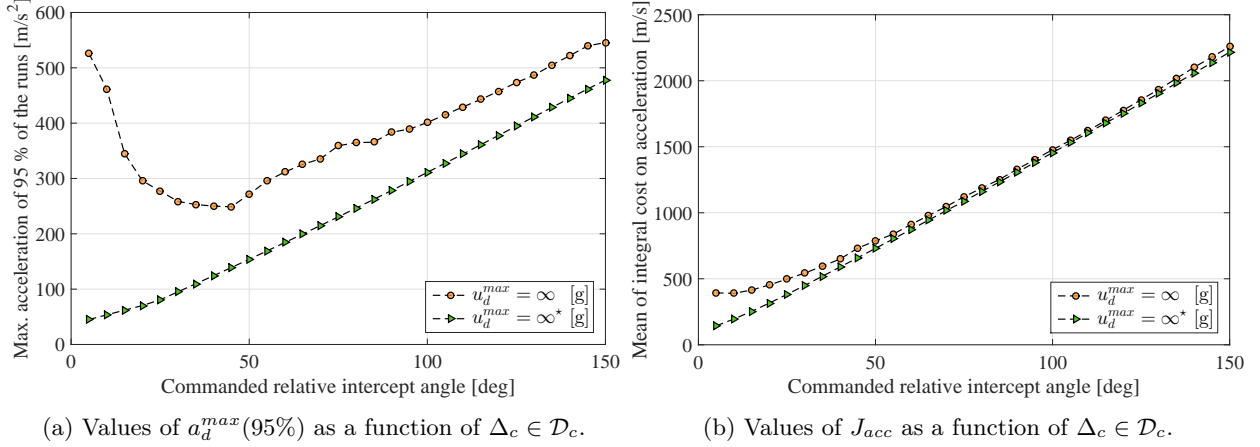 Max. acceleration of 95 % of the runs [m/s²]
600
500
400
300
200
100
0
0
50
100
150
Commanded relative intercept angle [deg]
u_d^{max} = ∞ [g]
u_d^{max} = ∞* [g]
(a) Values of a_d^{max}(95%) as a function of Δ_c ∈ 𝒟_c.
Mean of integral cost on acceleration [m/s]
2500
2000
1500
1000
500
0
0
50
100
150
Commanded relative intercept angle [deg]
u_d^{max} = ∞ [g]
u_d^{max} = ∞* [g]
(b) Values of J_{acc} as a function of Δ_c ∈ 𝒟_c.